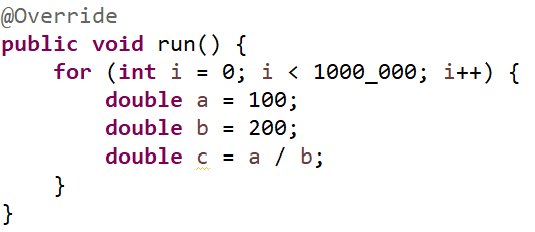 @Override
public void run() {
    for (int i = 0; i < 1000_000; i++) {
        double a = 100;
        double b = 200;
        double c = a / b;
    }
}